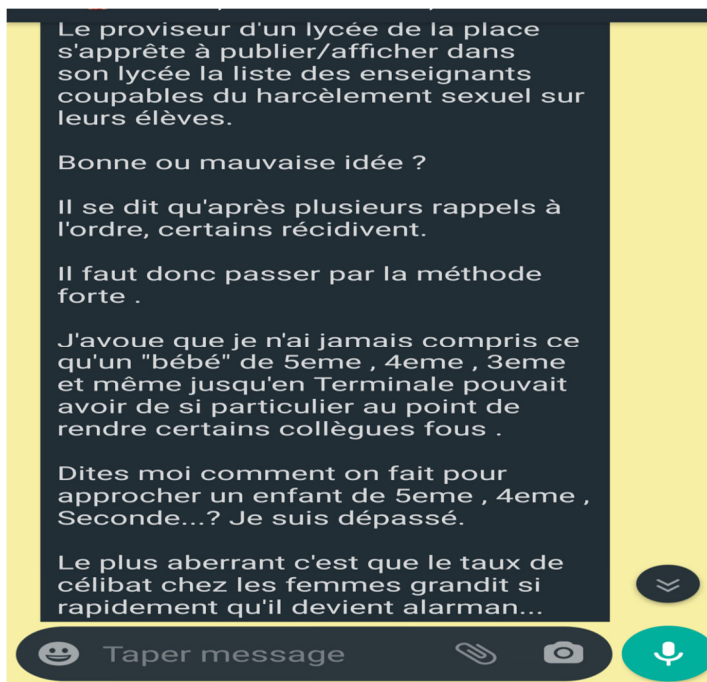 Le proviseur d'un lycée de la place
s'apprête à publier/afficher dans
son lycée la liste des enseignants
coupables du harcèlement sexuel sur
leurs élèves.
Bonne ou mauvaise idée ?
Il se dit qu'après plusieurs rappels à
l'ordre, certains récidivent.
Il faut donc passer par la méthode
forte .
J'avoue que je n'ai jamais compris ce
qu'un "bébé" de 5eme , 4eme , 3eme
et même jusqu'en Terminale pouvait
avoir de si particulier au point de
rendre certains collègues fous .
Dites moi comment on fait pour
approcher un enfant de 5eme , 4eme ,
Seconde...? Je suis dépassé.
Le plus aberrant c'est que le taux de
célibat chez les femmes grandit si
rapidement qu'il devient alarman...
Taper message